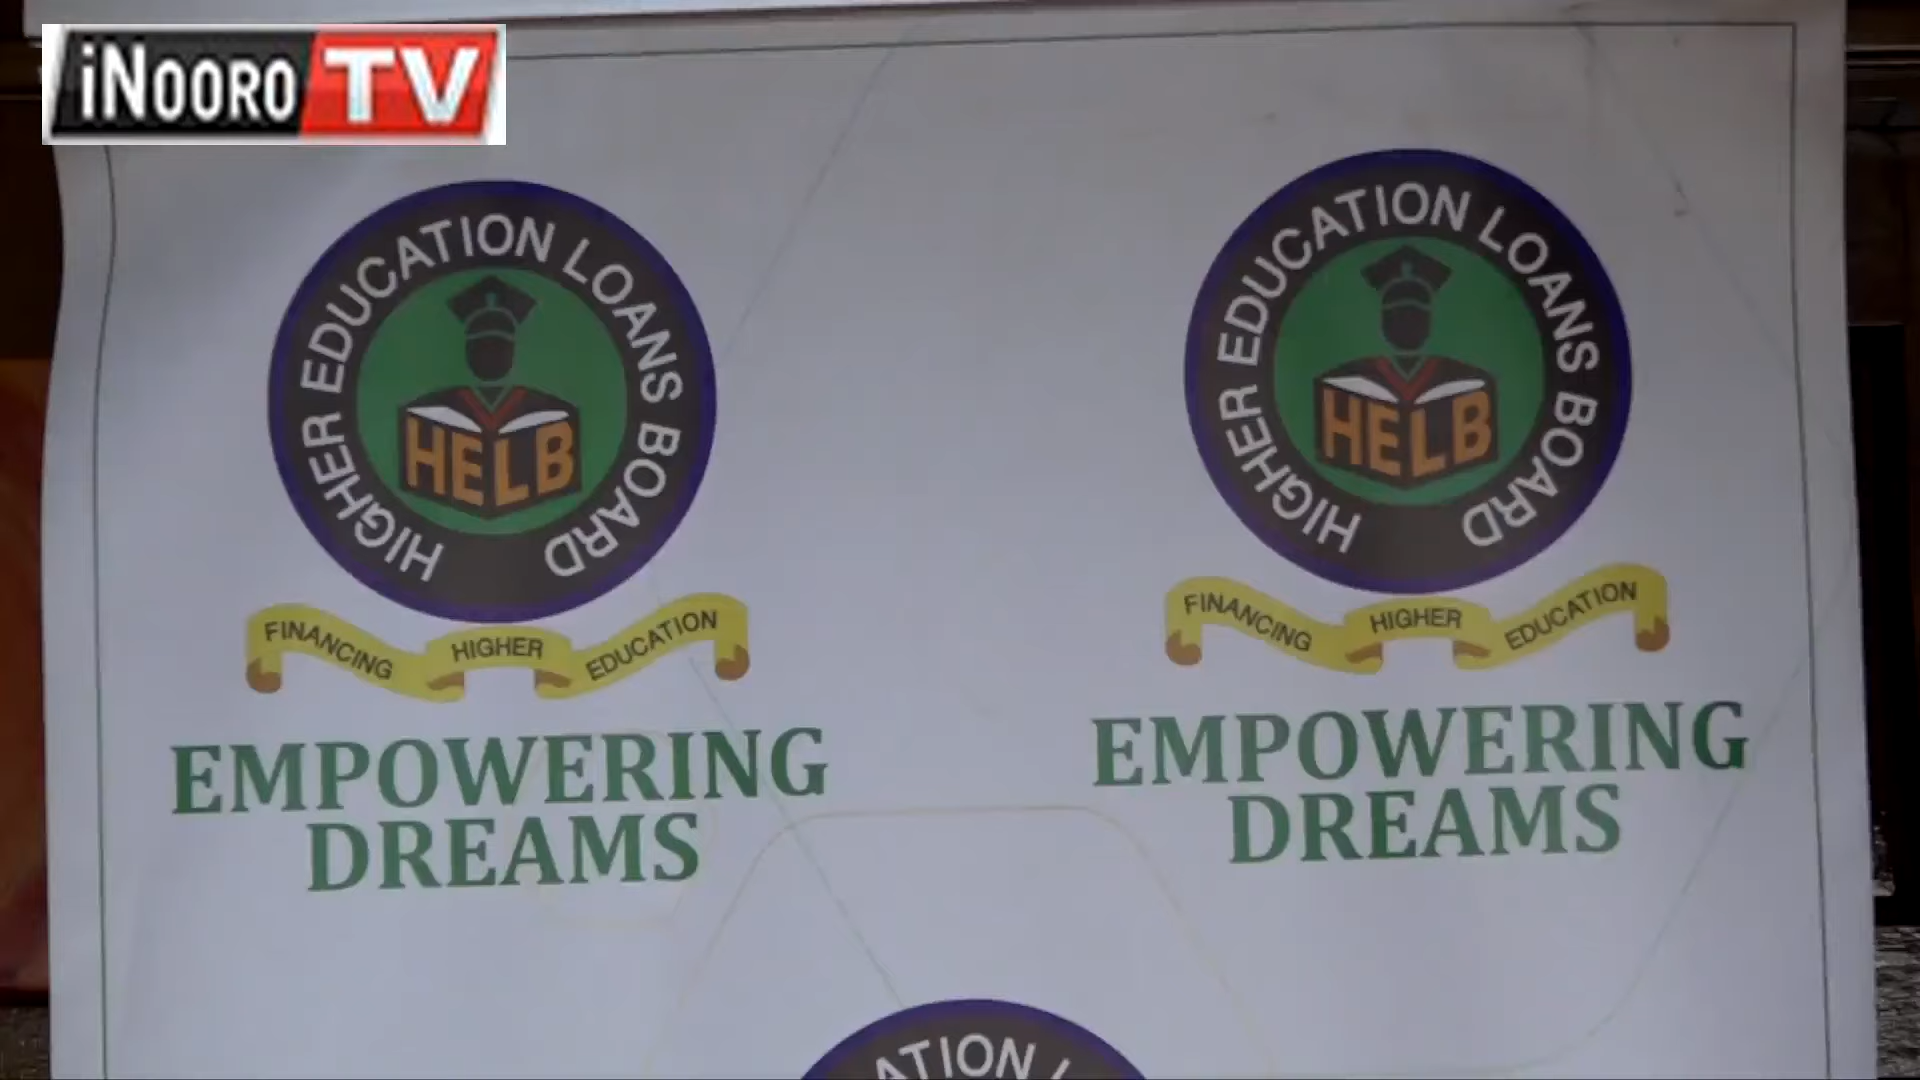 iNOORO TV
HIGHER EDUCATION LOANS BOARD
HELB
FINANCING HIGHER EDUCATION
EMPOWERING
DREAMS
HIGHER EDUCATION LOANS BOARD
HELB
FINANCING HIGHER EDUCATION
EMPOWERING
DREAMS
ATION L